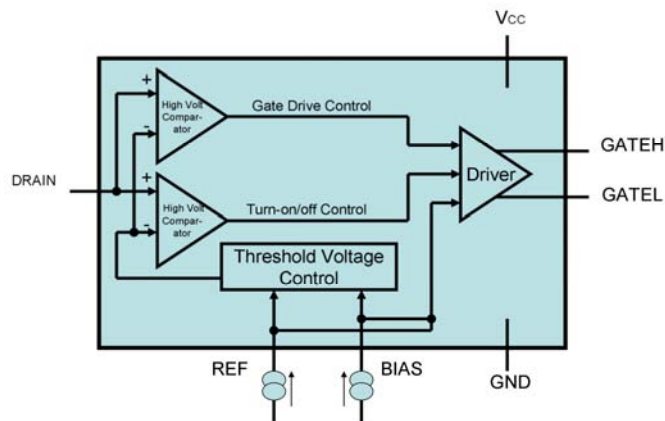 Vcc
+
High Volt
Compar-
ator
-
Gate Drive Control
GATEH
DRAIN
+
High Volt
Compar-
ator
-
Turn-on/off Control
Driver
GATEL
Threshold Voltage
Control
REF
BIAS
GND